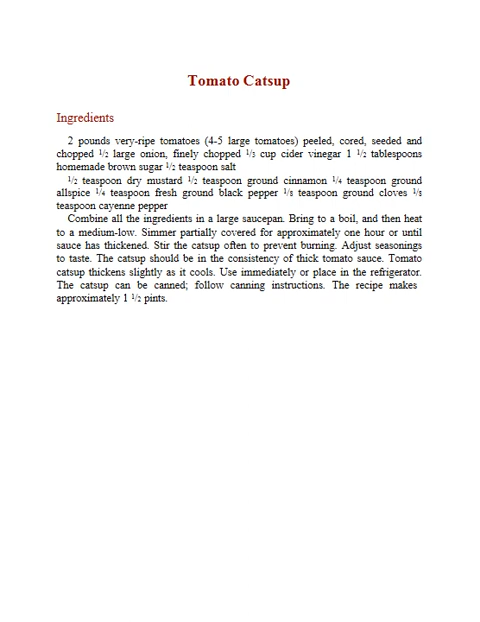 Tomato Catsup
Ingredients
2 pounds very-ripe tomatoes (4-5 large tomatoes) peeled, cored, seeded and
chopped 1/2 large onion, finely chopped 1/3 cup cider vinegar 1 1/2 tablespoons
homemade brown sugar 1/2 teaspoon salt
1/2 teaspoon dry mustard 1/2 teaspoon ground cinnamon 1/4 teaspoon ground
allspice 1/4 teaspoon fresh ground black pepper 1/8 teaspoon ground cloves 1/8
teaspoon cayenne pepper
Combine all the ingredients in a large saucepan. Bring to a boil, and then heat
to a medium-low. Simmer partially covered for approximately one hour or until
sauce has thickened. Stir the catsup often to prevent burning. Adjust seasonings
to taste. The catsup should be in the consistency of thick tomato sauce. Tomato
catsup thickens slightly as it cools. Use immediately or place in the refrigerator.
The catsup can be canned; follow canning instructions. The recipe makes
approximately 1 1/2 pints.